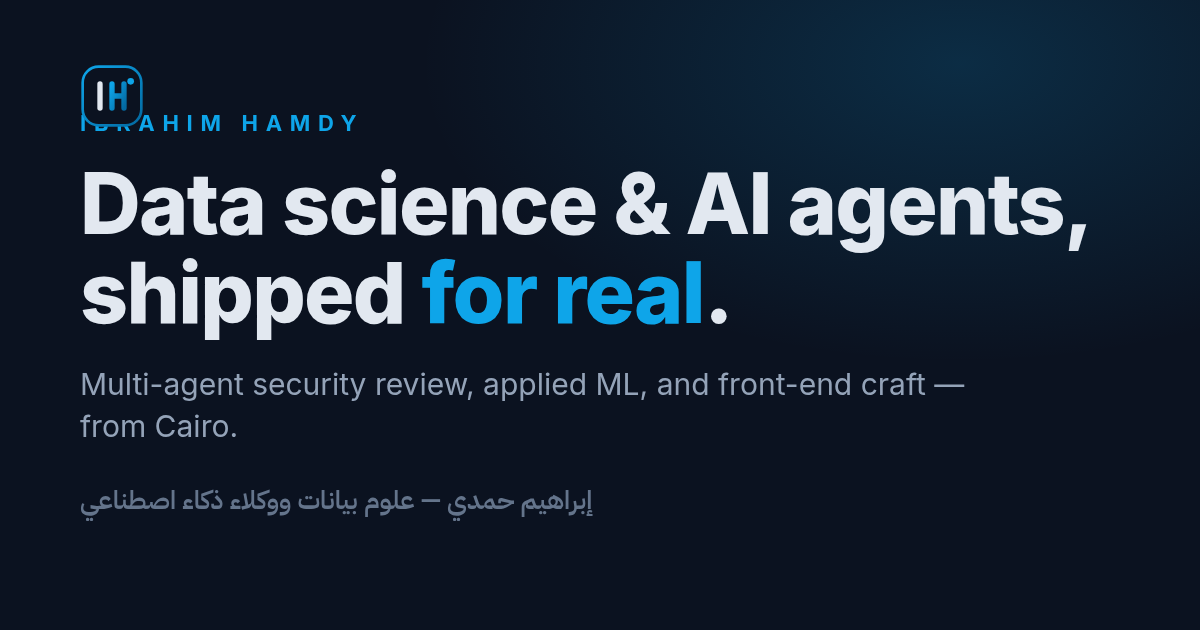 IH
IBRAHIM HAMDY
Data science & AI agents,
shipped for real.
Multi-agent security review, applied ML, and front-end craft —
from Cairo.
إبراهيم حمدي — علوم بيانات ووكلاء ذكاء اصطناعي